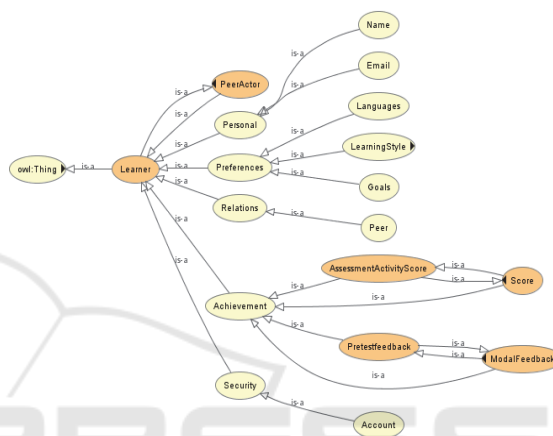 Name
is-a
Email
is-a
PeerActor
is-a
is-a
Languages
Personal
is-a
is-a
LearningStyle
owl:Thing
is-a
Learner
is-a
Preferences
is-a
is-a
Goals
is-a
Relations
is-a
Peer
is-a
is-a
AssessmentActivityScore
is-a
is-a
is-a
Score
is-a
Achievement
is-a
Pretestfeedback
is-a
is-a
ModalFeedback
is-a
Security
is-a
Account